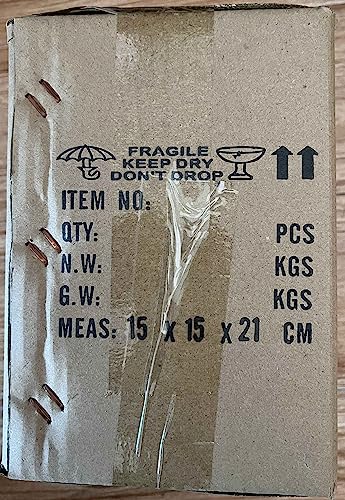 FRAGILE
KEEP DRY
DON'T DROP
ITEM NO:
QTY: PCS
N.W: KGS
G.W: KGS
MEAS: 15 x 15 x 21 CM